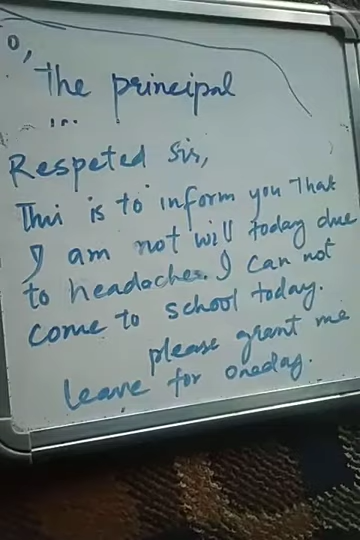 o,
The principal
...
Respeted Sir,
This is to inform you That
I am not will today due
to headaches. I can not
come to school today.
please grant me
leave for oneday.